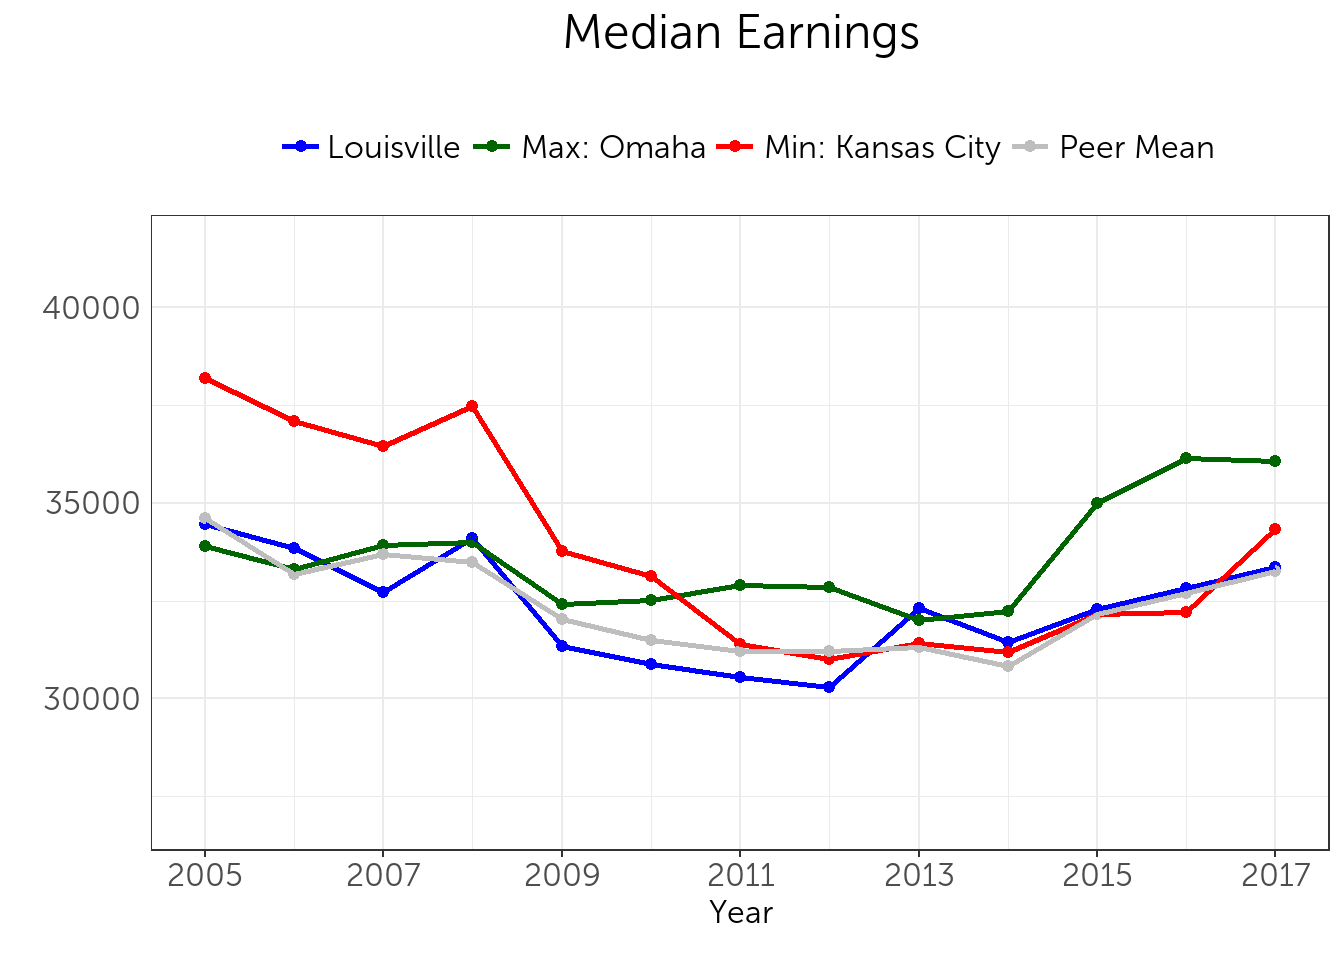 Median Earnings
Louisville Max: Omaha Min: Kansas City Peer Mean
40000
35000
30000
2005 2007 2009 2011 2013 2015 2017
Year